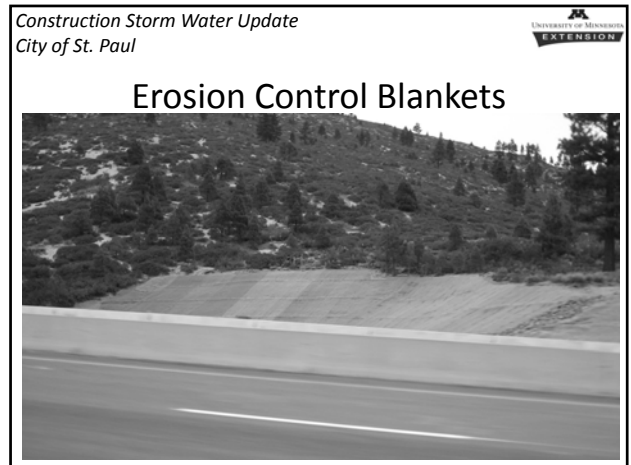 Construction Storm Water Update
City of St. Paul
UNIVERSITY OF MINNESOTA
EXTENSION
Erosion Control Blankets